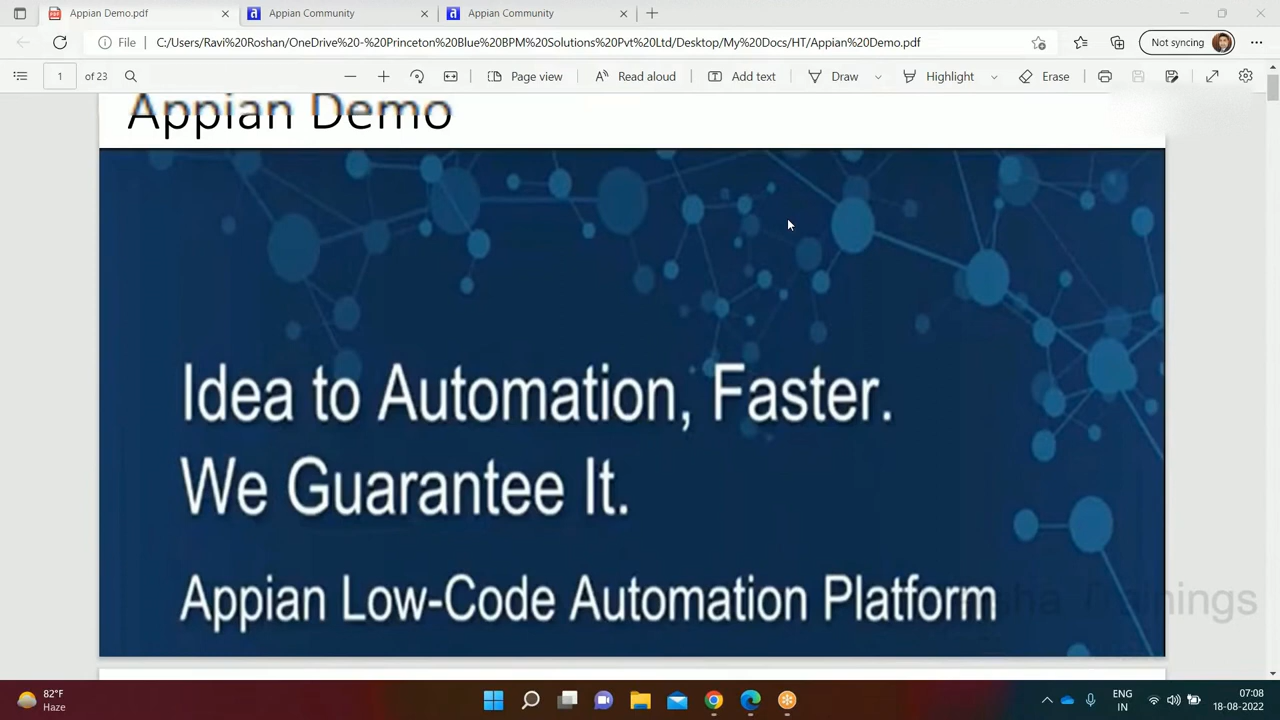 Appian Demo.pdf
Appian Community
Appian Community
File
C:/Users/Ravi%20Roshan/OneDrive%20-%20Princeton%20Blue%20BPM%20Solutions%20Pvt%20Ltd/Desktop/My%20Docs/HT/Appian%20Demo.pdf
Not syncing
1 of 23
Page view
Read aloud
Add text
Draw
Highlight
Erase
Appian Demo
Idea to Automation, Faster.
We Guarantee It.
Appian Low-Code Automation Platform
Trainings
82°F
Haze
ENG
IN
07:08
18-08-2022